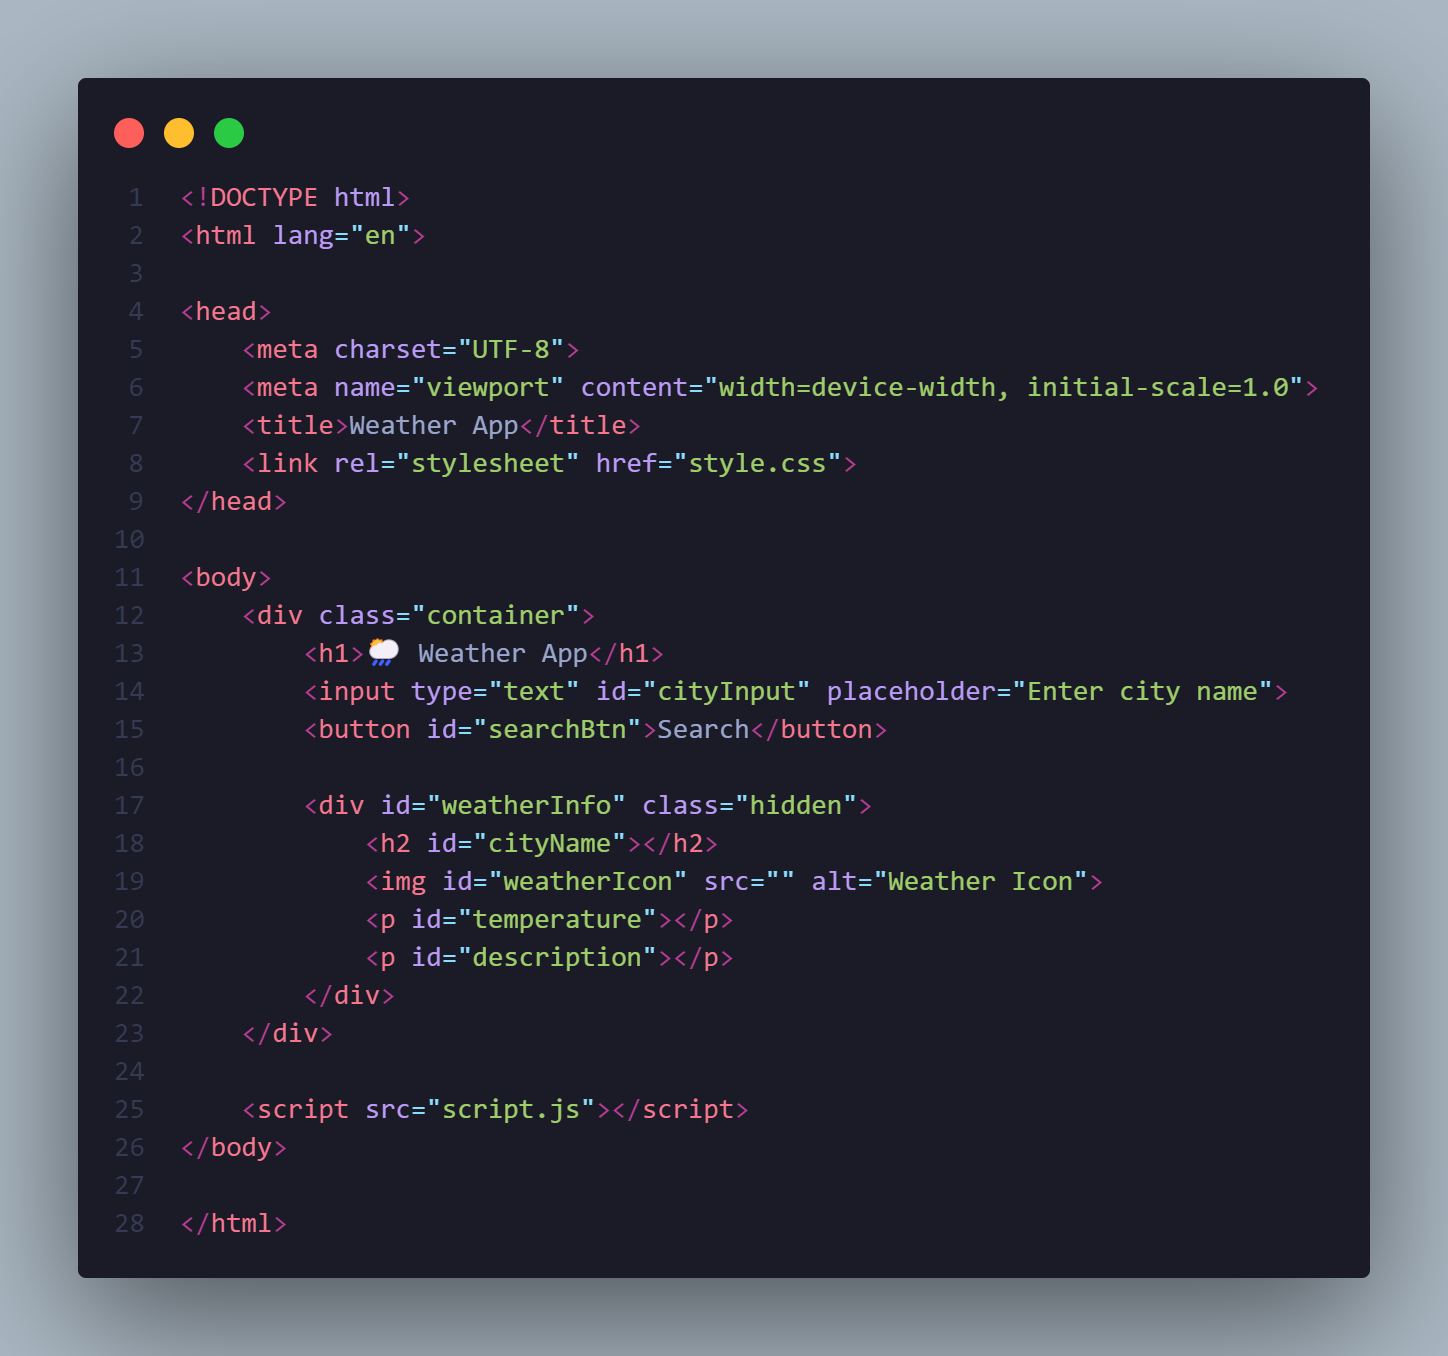 1 <!DOCTYPE html>
2 <html lang="en">
3
4 <head>
5     <meta charset="UTF-8">
6     <meta name="viewport" content="width=device-width, initial-scale=1.0">
7     <title>Weather App</title>
8     <link rel="stylesheet" href="style.css">
9 </head>
10
11 <body>
12     <div class="container">
13         <h1>🌦️ Weather App</h1>
14         <input type="text" id="cityInput" placeholder="Enter city name">
15         <button id="searchBtn">Search</button>
16
17         <div id="weatherInfo" class="hidden">
18             <h2 id="cityName"></h2>
19             <img id="weatherIcon" src="" alt="Weather Icon">
20             <p id="temperature"></p>
21             <p id="description"></p>
22         </div>
23     </div>
24
25     <script src="script.js"></script>
26 </body>
27
28 </html>